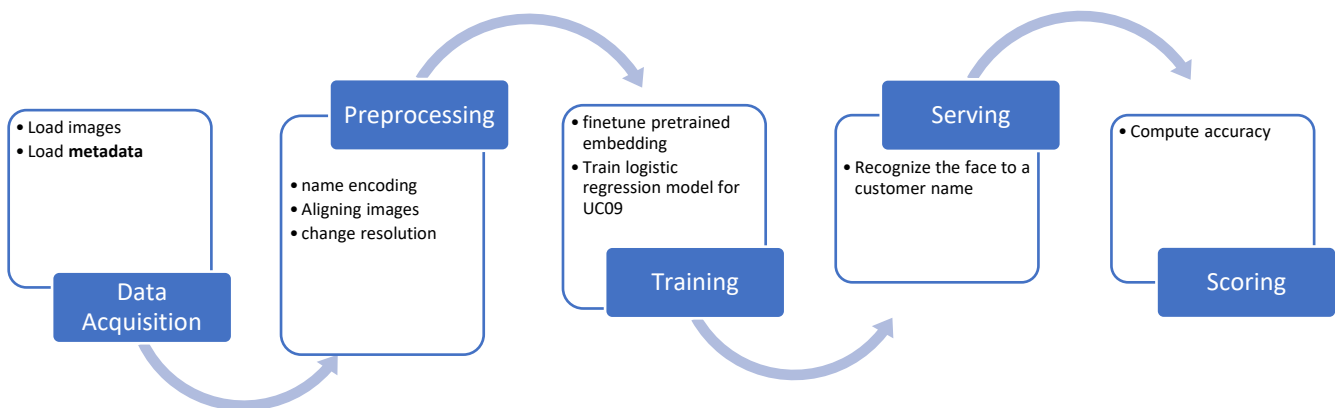 • Load images
• Load metadata
Data
Acquisition
Preprocessing
• name encoding
• Aligning images
• change resolution
• finetune pretrained
embedding
• Train logistic
regression model for
UC09
Training
Serving
• Recognize the face to a
customer name
• Compute accuracy
Scoring